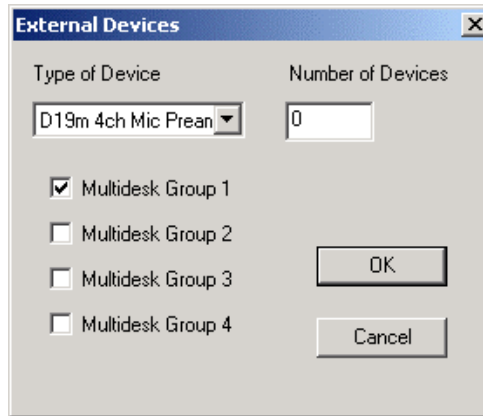 External Devices
Type of Device
Number of Devices
D19m 4ch Mic Prean
0
Multidesk Group 1
Multidesk Group 2
Multidesk Group 3
Multidesk Group 4
OK
Cancel